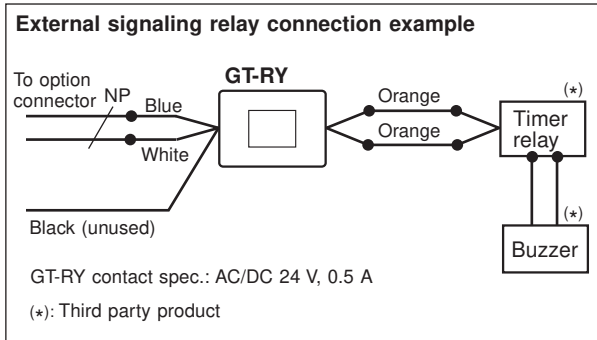 External signaling relay connection example
GT-RY
To option
connector
NP
Blue
White
Black (unused)
Orange
Orange
(*)
Timer
relay
(*)
Buzzer
GT-RY contact spec.: AC/DC 24 V, 0.5 A
(*): Third party product